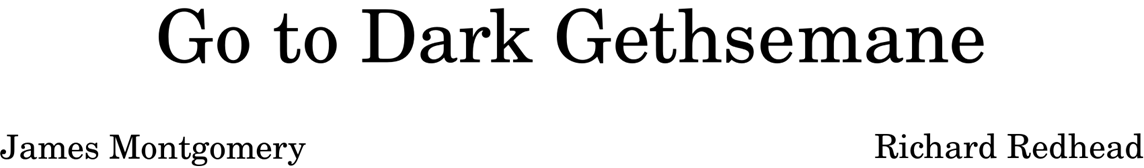 Go to Dark Gethsemane
James Montgomery
Richard Redhead